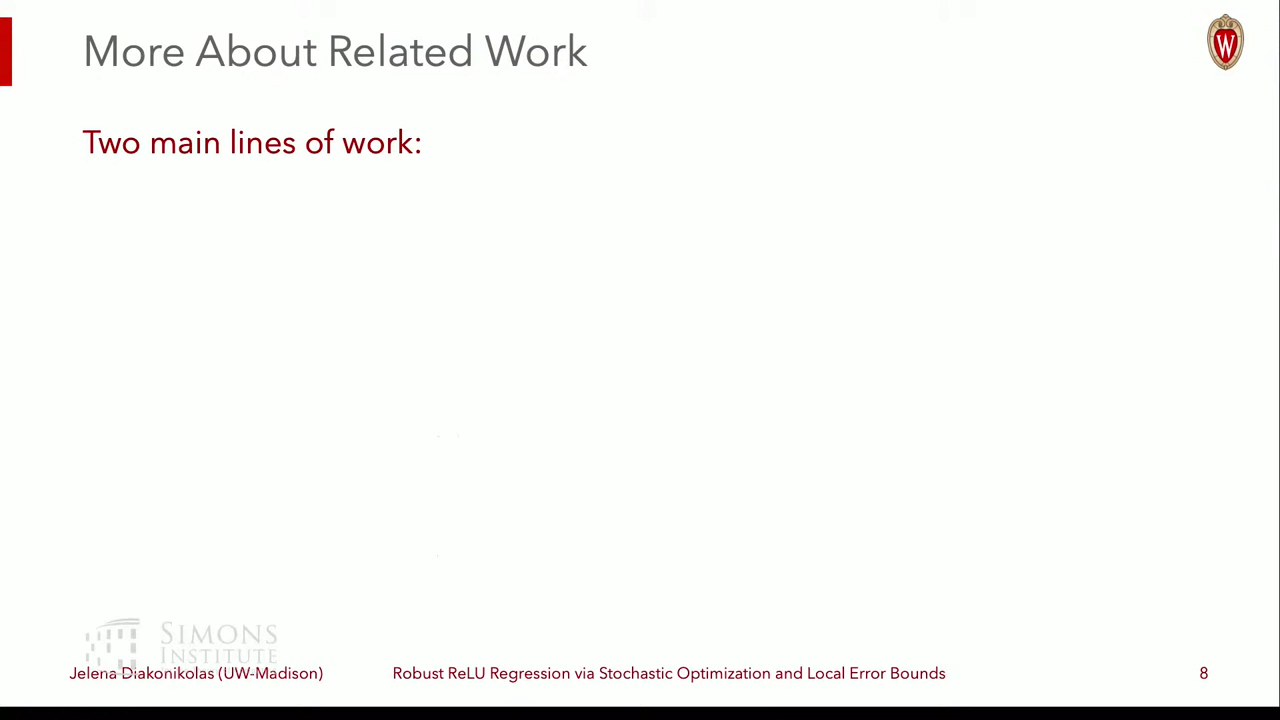 More About Related Work
W
Two main lines of work:
SIMONS
INSTITUTE
Jelena Diakonikolas (UW-Madison)
Robust ReLU Regression via Stochastic Optimization and Local Error Bounds
8